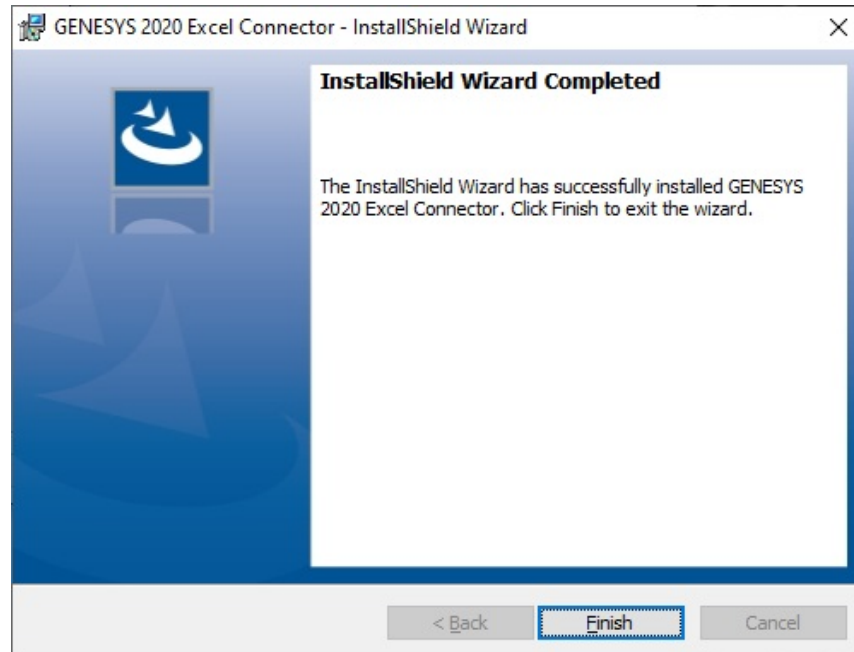 GENESYS 2020 Excel Connector - InstallShield Wizard
InstallShield Wizard Completed
The InstallShield Wizard has successfully installed GENESYS
2020 Excel Connector. Click Finish to exit the wizard.
< Back
Finish
Cancel